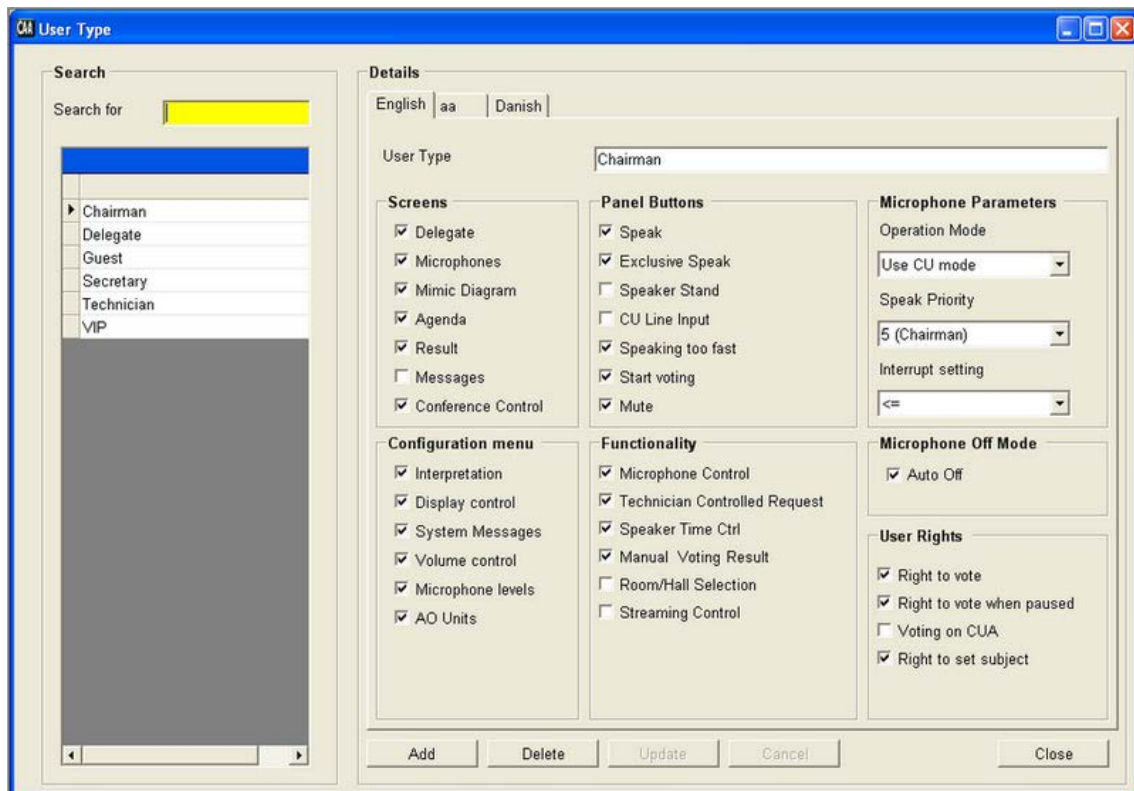 CAA User Type
Search
Search for
Chairman
Delegate
Guest
Secretary
Technician
VIP
Details
English aa Danish
User Type Chairman
Screens
Delegate
Microphones
Mimic Diagram
Agenda
Result
Messages
Conference Control
Panel Buttons
Speak
Exclusive Speak
Speaker Stand
CU Line Input
Speaking too fast
Start voting
Mute
Microphone Parameters
Operation Mode
Use CU mode
Speak Priority
5 (Chairman)
Interrupt setting
<=
Configuration menu
Interpretation
Display control
System Messages
Volume control
Microphone levels
AO Units
Functionality
Microphone Control
Technician Controlled Request
Speaker Time Ctrl
Manual Voting Result
Room/Hall Selection
Streaming Control
Microphone Off Mode
Auto Off
User Rights
Right to vote
Right to vote when paused
Voting on CUA
Right to set subject
Add Delete Update Cancel Close